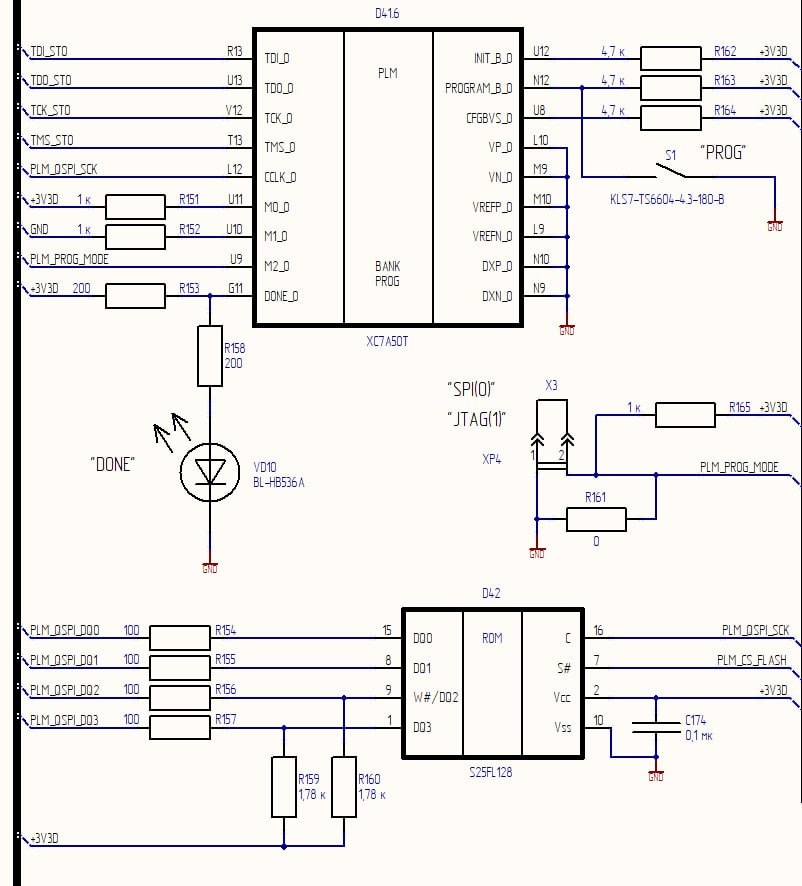 D41.6
TDI_STO R13 TDI_0 PLM INIT_B_0 U12 4,7 к R162 +3V3D
TDO_STO U13 TDO_0 PROGRAM_B_0 N12 4,7 к R163 +3V3D
TCK_STO V12 TCK_0 CFGBVS_0 U8 4,7 к R164 +3V3D
TMS_STO T13 TMS_0 VP_0 L10 S1 "PROG"
PLM_QSPI_SCK L12 CCLK_0 VN_0 M9
+3V3D 1 к R151 U11 M0_0 VREFP_0 M10 KLS7-TS6604-4.3-180-B
GND 1 к R152 U10 M1_0 VREFN_0 L9 GND
PLM_PROG_MODE U9 M2_0 BANK DXP_0 N10
PROG
+3V3D 200 R153 G11 DONE_0 DXN_0 N9
GND
XC7A50T
R158
200
"SPI(0)" X3
"JTAG(1)" 1 к R165 +3V3D
XP4 1 2
"DONE" VD10 PLM_PROG_MODE
BL-HB536A
R161
0
GND
GND
D42
PLM_QSPI_DQ0 100 R154 15 DQ0 ROM C 16 PLM_QSPI_SCK
PLM_QSPI_DQ1 100 R155 8 DQ1 S# 7 PLM_CS_FLASH
PLM_QSPI_DQ2 100 R156 9 W#/DQ2 Vcc 2 +3V3D
PLM_QSPI_DQ3 100 R157 1 DQ3 Vss 10 C174
0,1 мк
S25FL128 GND
R159 R160
1,78 к 1,78 к
+3V3D